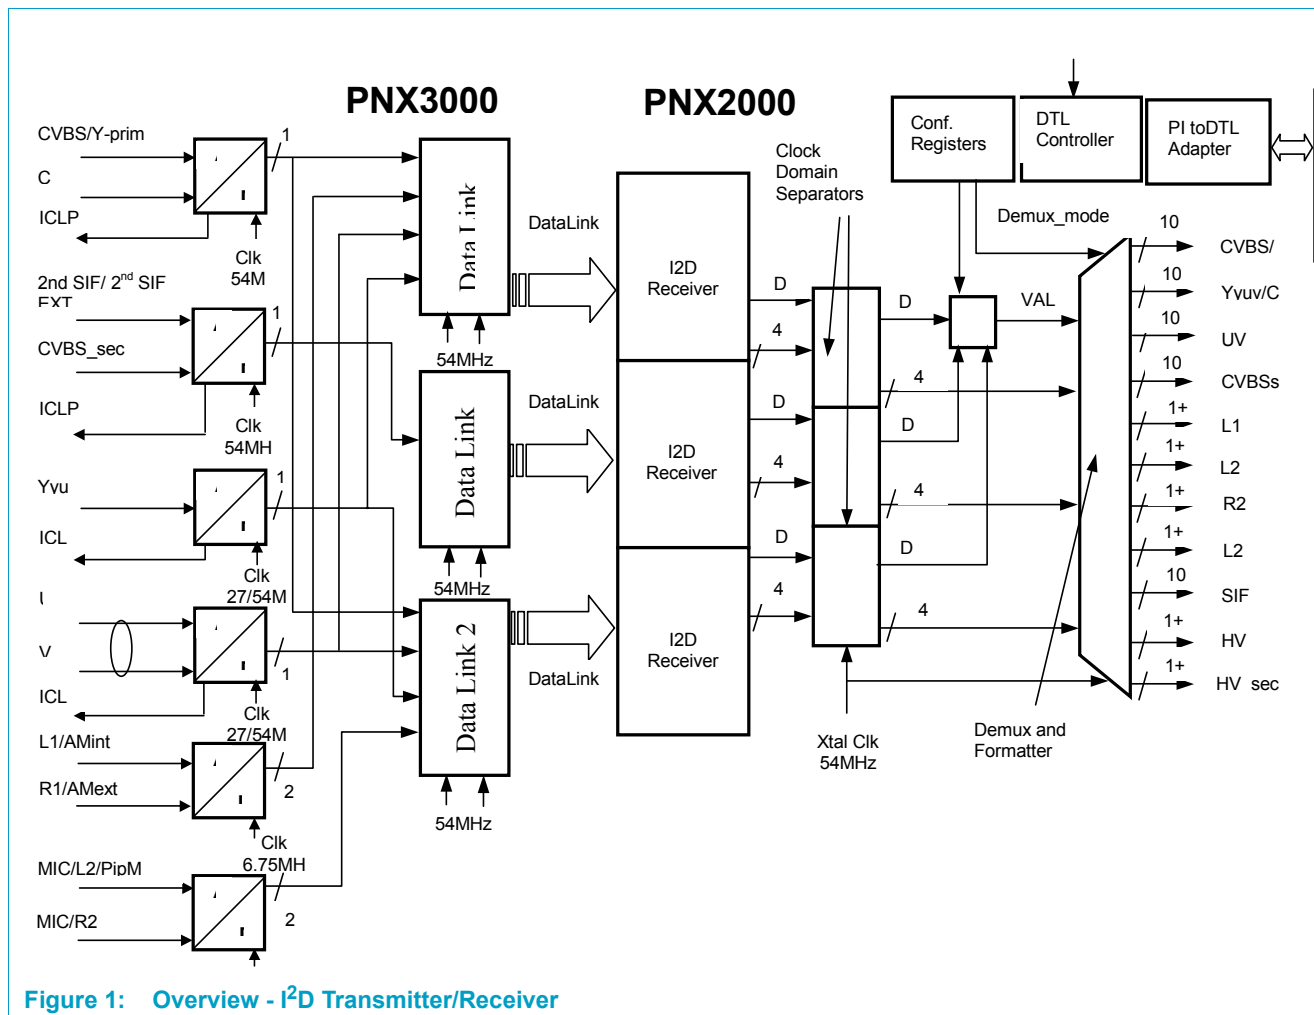 PNX3000
PNX2000
CVBS/Y-prim
C
ICLP
1
Clk
54M
2nd SIF/ 2nd SIF
EXT
CVBS_sec
ICLP
1
Clk
54MH
Yvu
ICL
1
Clk
27/54M
V
ICL
1
Clk
27/54M
L1/AMint
R1/AMext
2
Clk
6.75MH
MIC/L2/PipM
MIC/R2
2
Data Link
54MHz
Data Link
54MHz
Data Link 2
54MHz
DataLink
DataLink
DataLink
I2D
Receiver
I2D
Receiver
I2D
Receiver
D
4
D
4
D
4
Clock
Domain
Separators
D
4
D
4
D
4
Xtal Clk
54MHz
Conf.
Registers
DTL
Controller
PI toDTL
Adapter
Demux_mode
VAL
Demux and
Formatter
10
CVBS/
10
Yyuv/C
10
UV
10
CVBSs
1+
L1
1+
L2
1+
R2
1+
L2
10
SIF
1+
HV
1+
HV sec
Figure 1: Overview - I2D Transmitter/Receiver